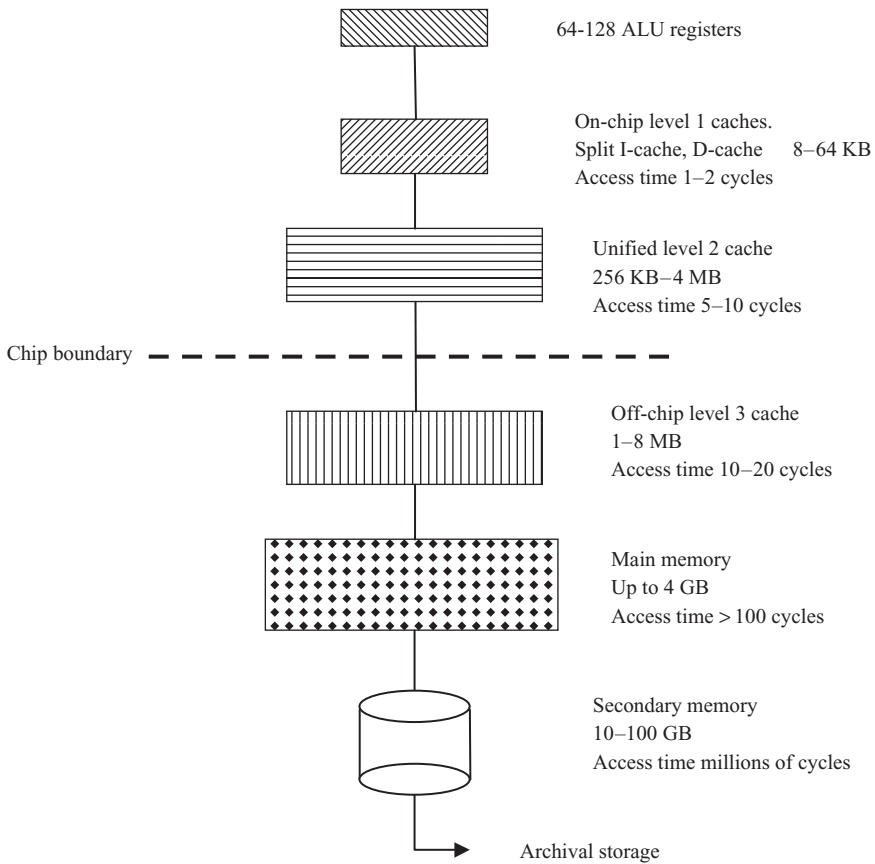 64-128 ALU registers
On-chip level 1 caches.
Split I-cache, D-cache 8–64 KB
Access time 1–2 cycles
Unified level 2 cache
256 KB–4 MB
Access time 5–10 cycles
Chip boundary
Off-chip level 3 cache
1–8 MB
Access time 10–20 cycles
Main memory
Up to 4 GB
Access time > 100 cycles
Secondary memory
10–100 GB
Access time millions of cycles
Archival storage